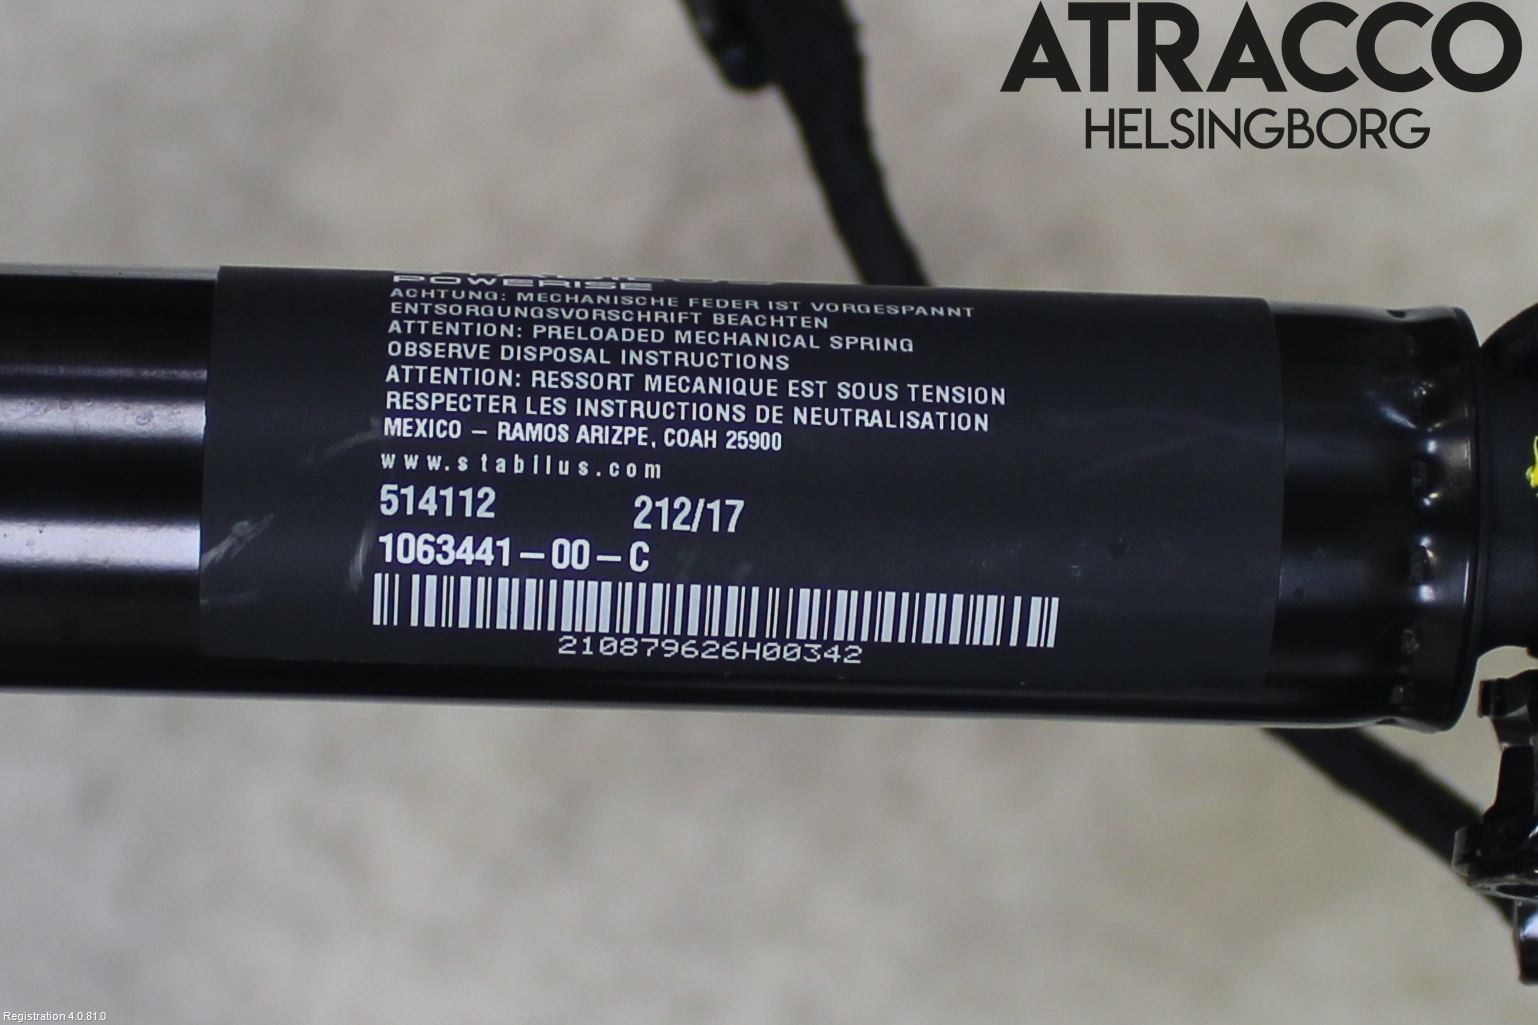 ATRACCO
HELSINGBORG
STABILUS
POWERISE
ACHTUNG: MECHANISCHE FEDER IST VORGESPANNT
ENTSORGUNGSVORSCHRIFT BEACHTEN
ATTENTION: PRELOADED MECHANICAL SPRING
OBSERVE DISPOSAL INSTRUCTIONS
ATTENTION: RESSORT MECANIQUE EST SOUS TENSION
RESPECTER LES INSTRUCTIONS DE NEUTRALISATION
MEXICO – RAMOS ARIZPE, COAH 25900
www.stabilus.com
514112 212/17
1063441–00–C
210879626H00342
Registration 4.0.81.0